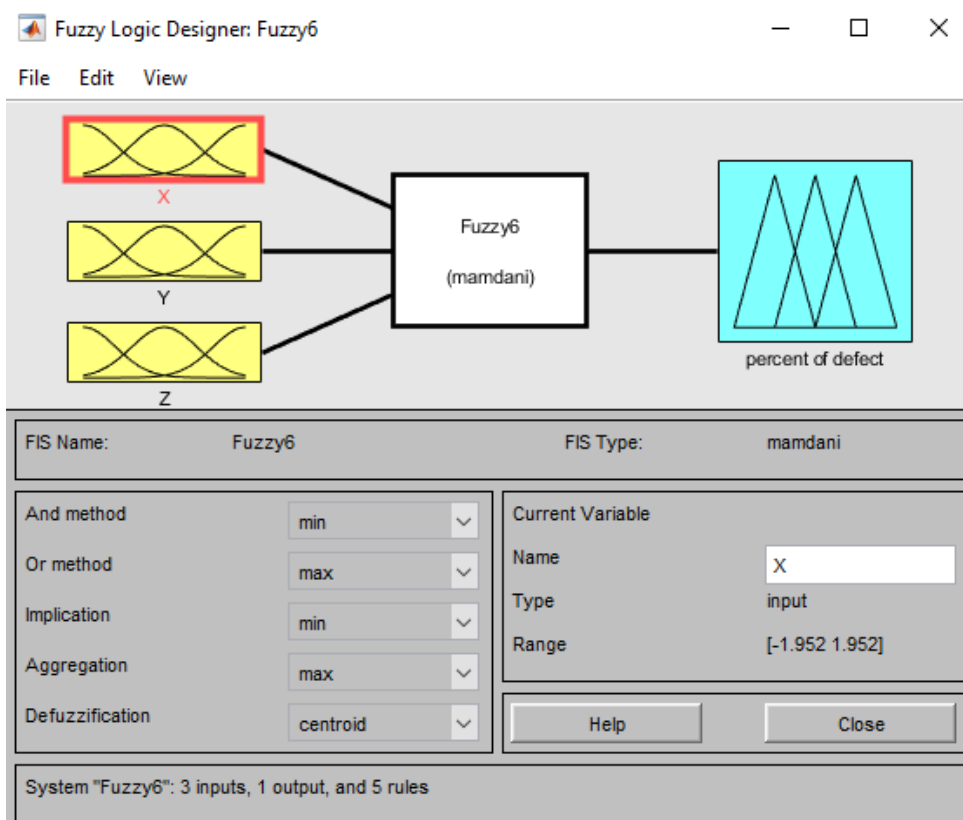 Fuzzy Logic Designer: Fuzzy6
File Edit View
X
Y
Z
Fuzzy6
(mamdani)
percent of defect
FIS Name: Fuzzy6 FIS Type: mamdani
And method min
Or method max
Implication min
Aggregation max
Defuzzification centroid
Current Variable
Name X
Type input
Range [-1.952 1.952]
Help Close
System "Fuzzy6": 3 inputs, 1 output, and 5 rules